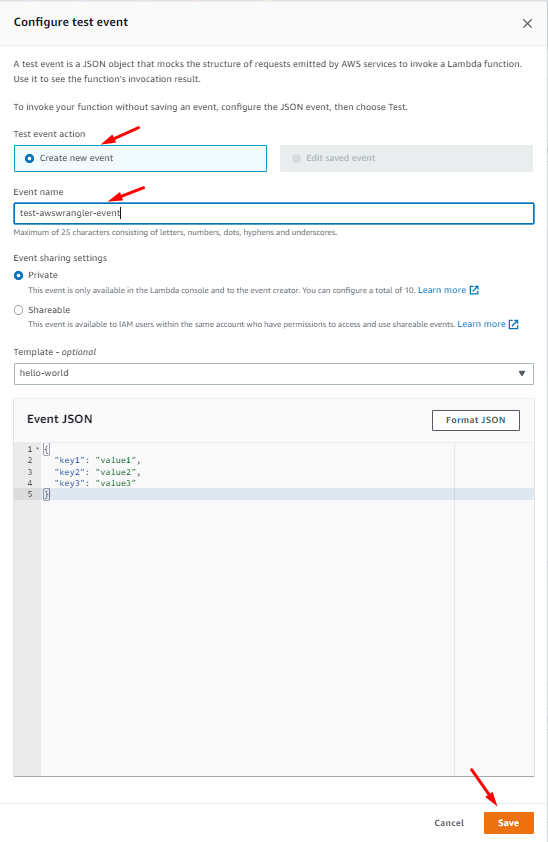 Configure test event
A test event is a JSON object that mocks the structure of requests emitted by AWS services to invoke a Lambda function.
Use it to see the function's invocation result.
To invoke your function without saving an event, configure the JSON event, then choose Test.
Test event action
Create new event
Edit saved event
Event name
test-awswrangler-event
Maximum of 25 characters consisting of letters, numbers, dots, hyphens and underscores.
Event sharing settings
Private
This event is only available in the Lambda console and to the event creator. You can configure a total of 10. Learn more
Shareable
This event is available to IAM users within the same account who have permissions to access and use shareable events. Learn more
Template - optional
hello-world
Event JSON
Format JSON
1 {
2 "key1": "value1",
3 "key2": "value2",
4 "key3": "value3"
5 }
Cancel
Save